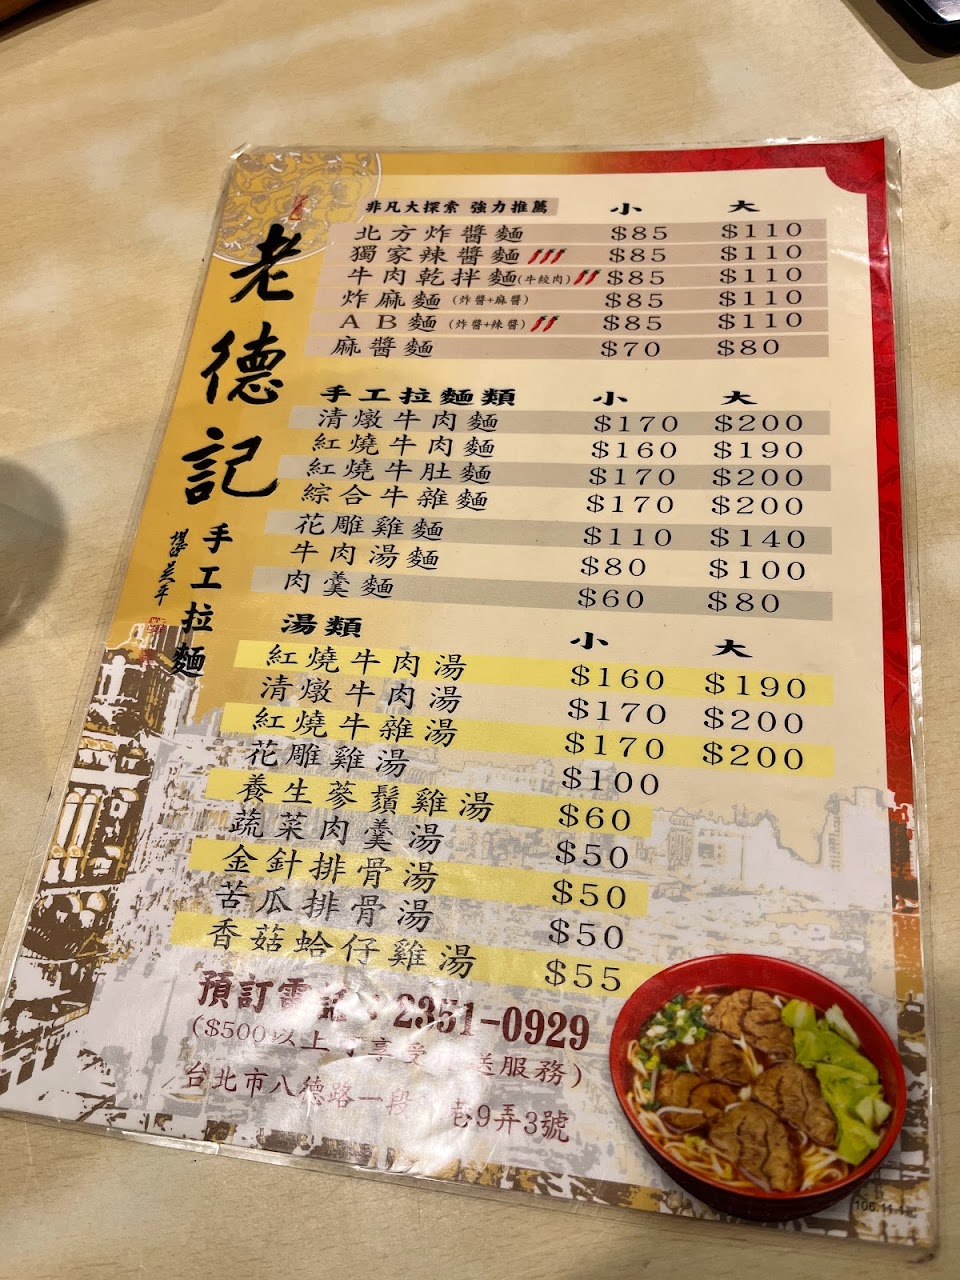 老德記
手工拉麵
非凡大探索 強力推薦 小 大
北方炸醬麵 $85 $110
獨家辣醬麵 $85 $110
牛肉乾拌麵(牛絞肉) $85 $110
炸麻麵(炸醬+麻醬) $85 $110
AB麵(炸醬+辣醬) $85 $110
麻醬麵 $70 $80
手工拉麵類 小 大
清燉牛肉麵 $170 $200
紅燒牛肉麵 $160 $190
紅燒牛肚麵 $170 $200
綜合牛雜麵 $170 $200
花雕雞麵 $110 $140
牛肉湯麵 $80 $100
肉羹麵 $60 $80
湯類 小 大
紅燒牛肉湯 $160 $190
清燉牛肉湯 $170 $200
紅燒牛雜湯 $170 $200
花雕雞湯 $100
養生蔘鬚雞湯 $60
蔬菜肉羹湯 $50
金針排骨湯 $50
苦瓜排骨湯 $50
香菇蛤仔雞湯 $55
預訂電話:2351-0929
($500以上可享受 送服務)
台北市八德路一段 巷9弄3號